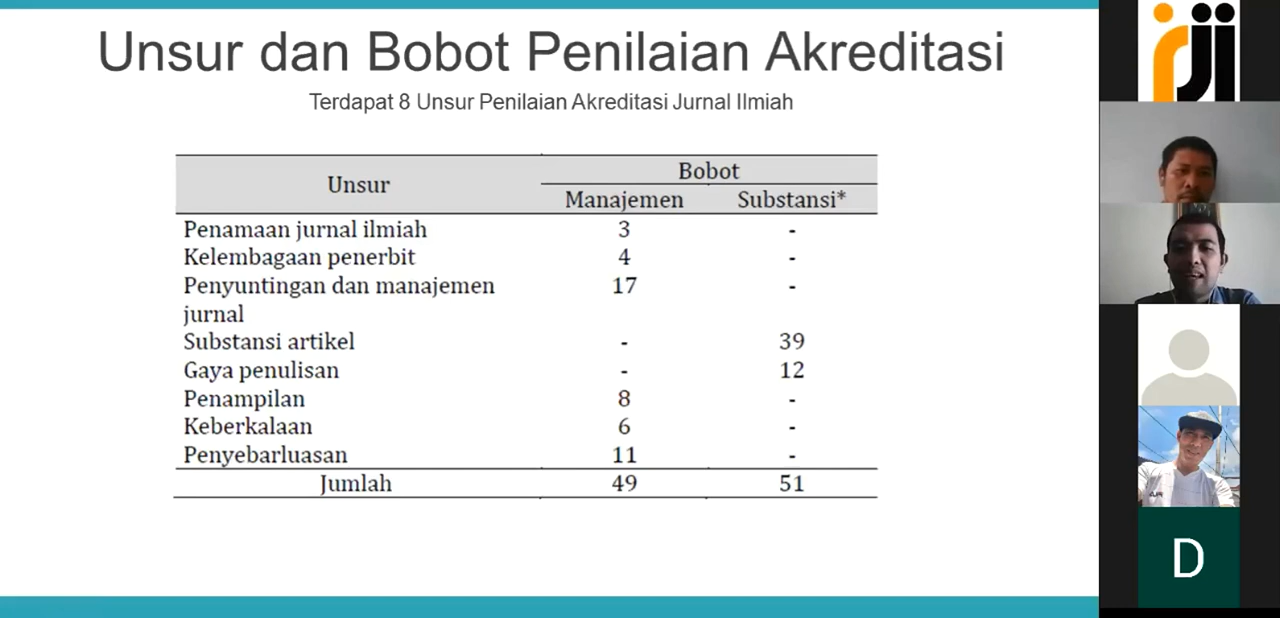 Unsur dan Bobot Penilaian Akreditasi
Terdapat 8 Unsur Penilaian Akreditasi Jurnal Ilmiah
Unsur Bobot
Manajemen Substansi*
Penamaan jurnal ilmiah 3 -
Kelembagaan penerbit 4 -
Penyuntingan dan manajemen 17 -
jurnal
Substansi artikel - 39
Gaya penulisan - 12
Penampilan 8 -
Keberkalaan 6 -
Penyebarluasan 11 -
Jumlah 49 51
rji
D